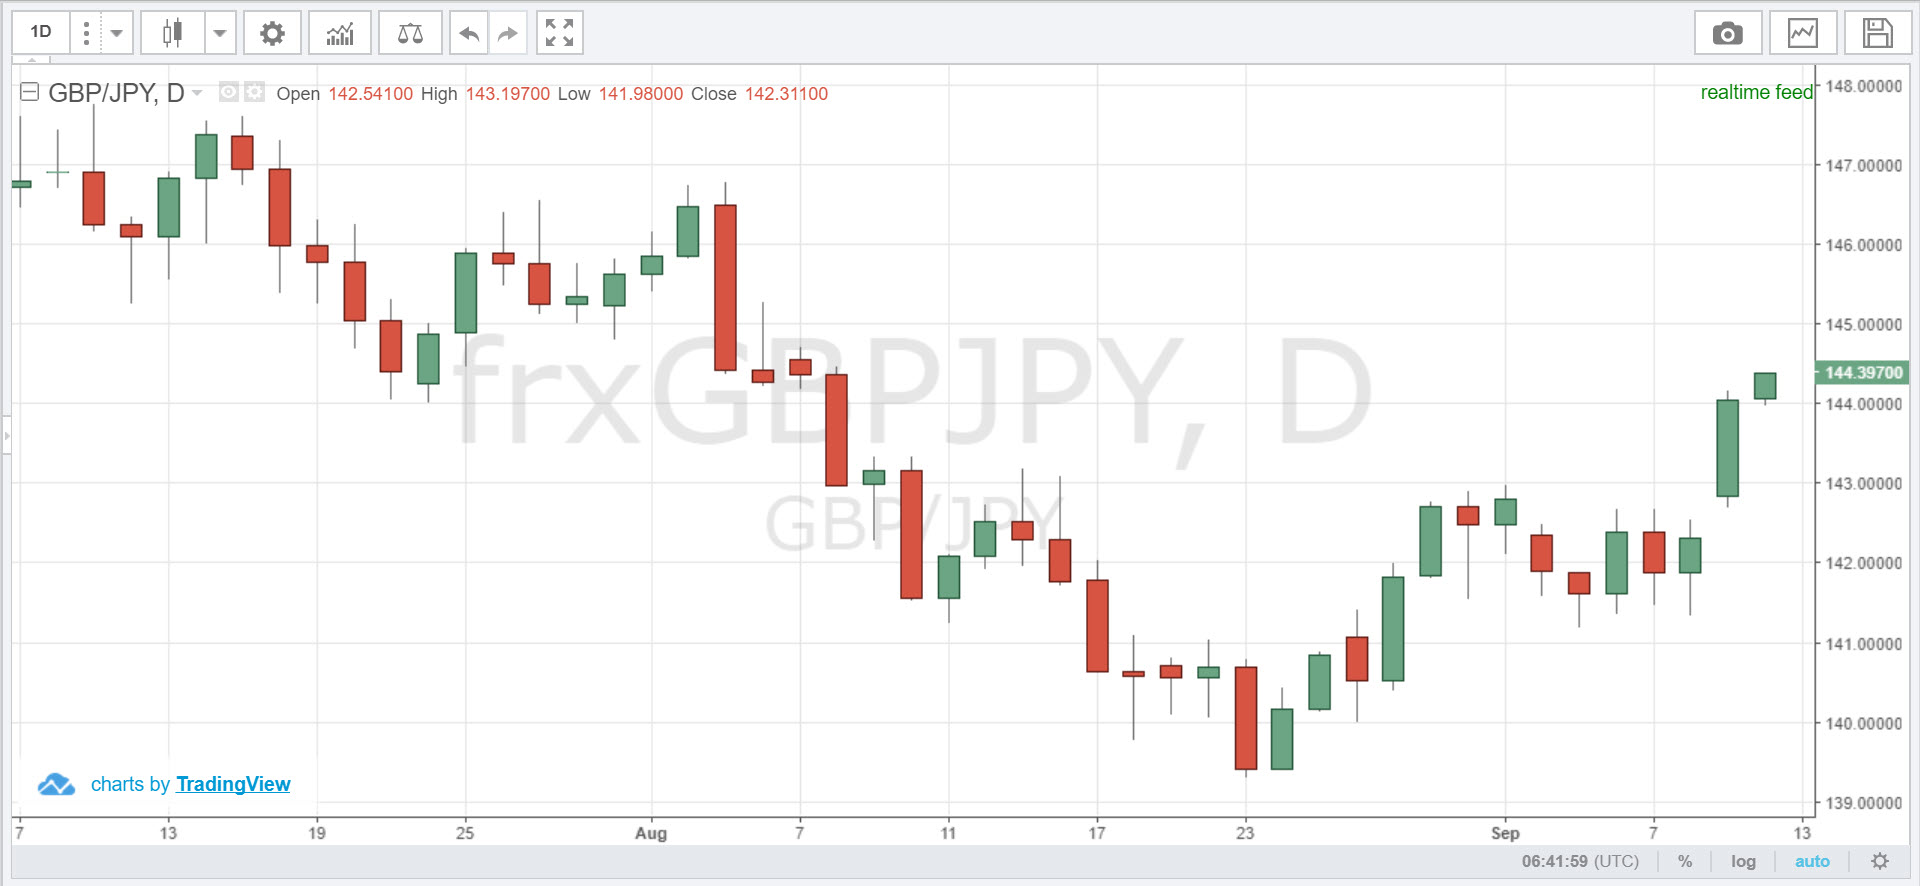 1D
GBP/JPY, D Open 142.54100 High 143.19700 Low 141.98000 Close 142.31100
realtime feed
148.00000
147.00000
146.00000
145.00000
144.39700
144.00000
143.00000
142.00000
141.00000
140.00000
139.00000
frxGBPJPY, D
GBP/JPY
charts by TradingView
7 13 19 25 Aug 7 11 17 23 Sep 7 13
06:41:59 (UTC) % log auto